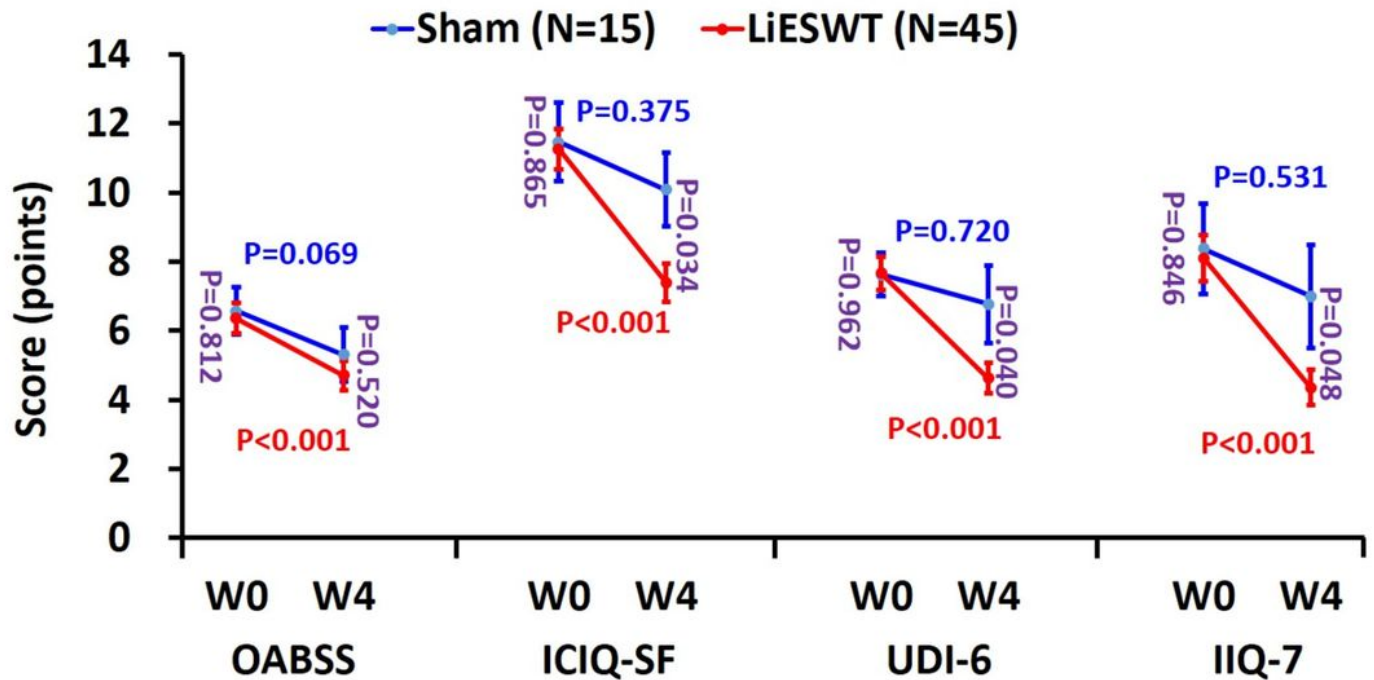 Sham (N=15) LiESWT (N=45)
Score (points)
14
12
10
8
6
4
2
0
P=0.812
P=0.069
P=0.520
P<0.001
P=0.865
P=0.375
P=0.034
P<0.001
P=0.962
P=0.720
P=0.040
P<0.001
P=0.846
P=0.531
P=0.048
P<0.001
W0 W4 W0 W4 W0 W4 W0 W4
OABSS ICIQ-SF UDI-6 IIQ-7